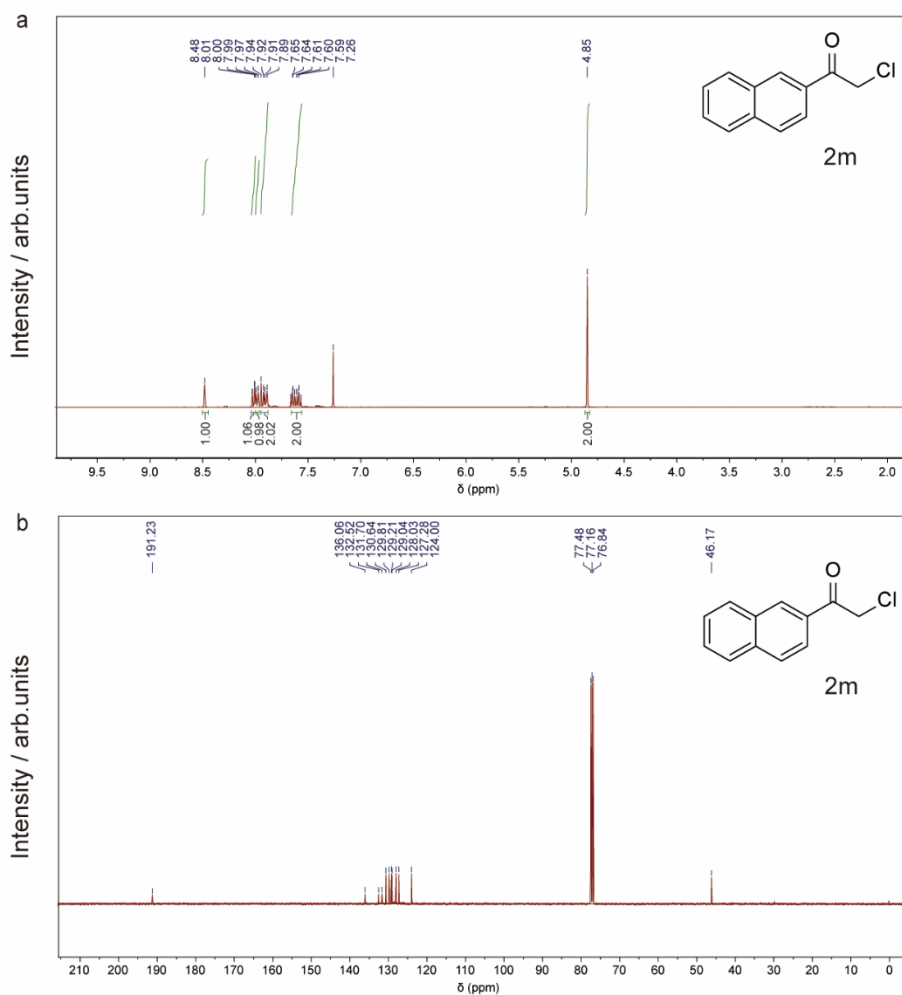 a
8.48
8.01
8.00
7.99
7.97
7.94
7.92
7.91
7.89
7.65
7.64
7.61
7.60
7.59
7.26
4.85
O
Cl
2m
Intensity / arb.units
1.00
1.06
0.98
2.02
2.00
2.00
9.5 9.0 8.5 8.0 7.5 7.0 6.5 6.0 5.5 5.0 4.5 4.0 3.5 3.0 2.5 2.0
δ (ppm)
b
191.23
136.06
132.52
131.70
130.64
129.81
129.21
129.04
128.03
127.28
124.00
77.48
77.16
76.84
46.17
O
Cl
2m
Intensity / arb.units
210 200 190 180 170 160 150 140 130 120 110 100 90 80 70 60 50 40 30 20 10 0
δ (ppm)